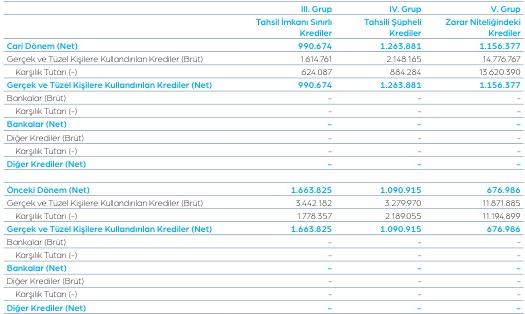 III. Grup IV. Grup V. Grup
Tahsil İmkanı Sınırlı Tahsili Şüpheli Zarar Niteliğindeki
Krediler Krediler Krediler
Cari Dönem (Net) 990.674 1.263.881 1.156.377
Gerçek ve Tüzel Kişilere Kullandırılan Krediler (Brüt) 1.614.761 2.148.165 14.776.767
Karşılık Tutarı (-) 624.087 884.284 13.620.390
Gerçek ve Tüzel Kişilere Kullandırılan Krediler (Net) 990.674 1.263.881 1.156.377
Bankalar (Brüt) - - -
Karşılık Tutarı (-) - - -
Bankalar (Net) - - -
Diğer Krediler (Brüt) - - -
Karşılık Tutarı (-) - - -
Diğer Krediler (Net) - - -
Önceki Dönem (Net) 1.663.825 1.090.915 676.986
Gerçek ve Tüzel Kişilere Kullandırılan Krediler (Brüt) 3.442.182 3.279.970 11.871.885
Karşılık Tutarı (-) 1.778.357 2.189.055 11.194.899
Gerçek ve Tüzel Kişilere Kullandırılan Krediler (Net) 1.663.825 1.090.915 676.986
Bankalar (Brüt) - - -
Karşılık Tutarı (-) - - -
Bankalar (Net) - - -
Diğer Krediler (Brüt) - - -
Karşılık Tutarı (-) - - -
Diğer Krediler (Net) - - -